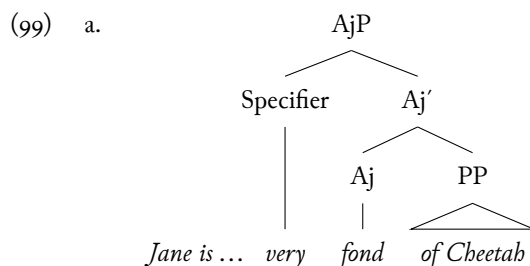 (99) a. AjP
Specifier Aj′
Aj PP
Jane is … very fond of Cheetah